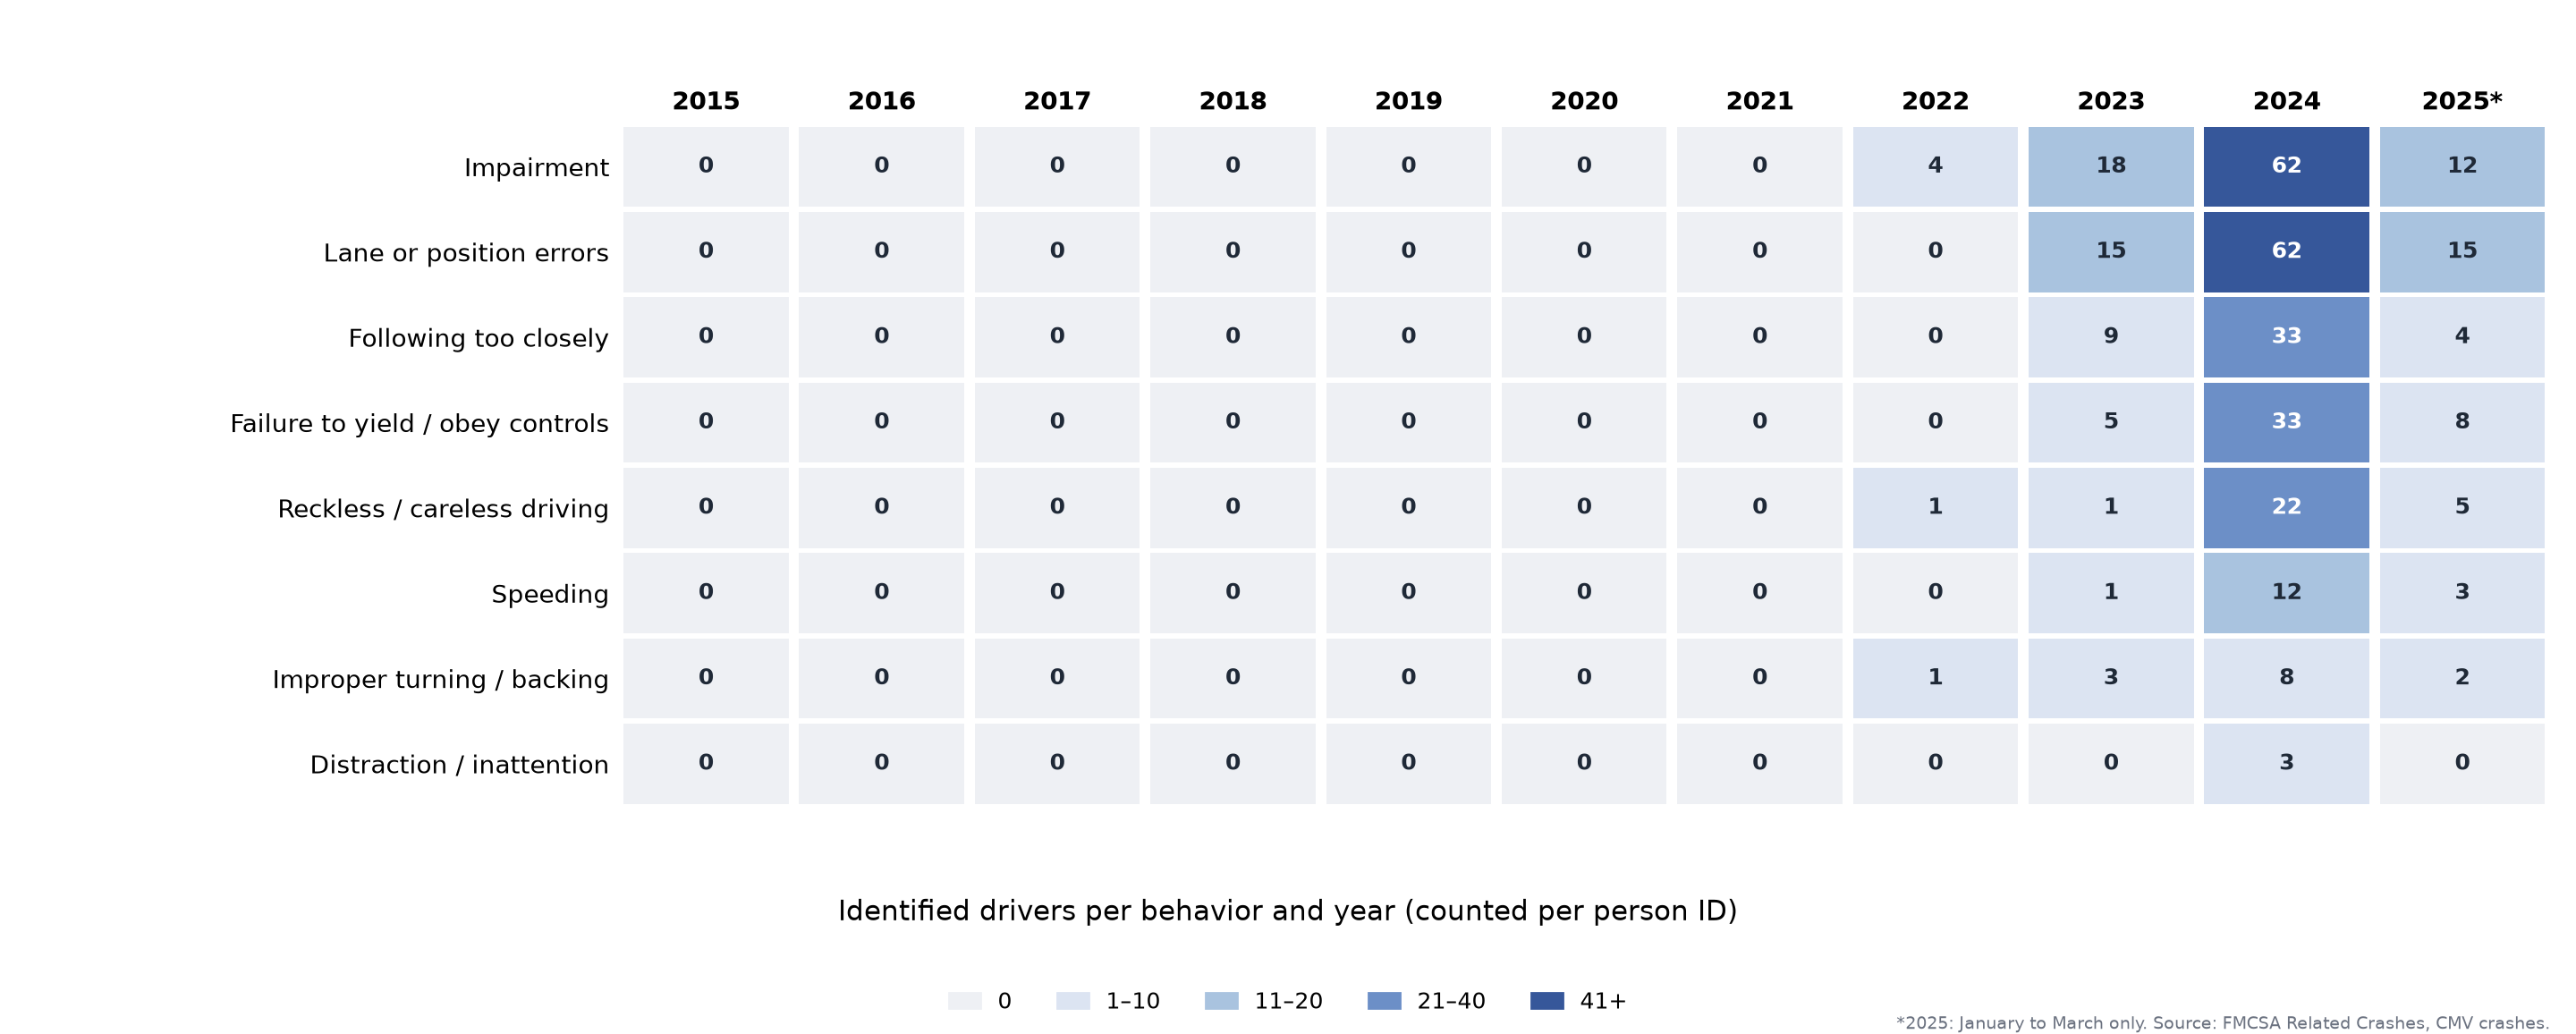 2015 2016 2017 2018 2019 2020 2021 2022 2023 2024 2025*
Impairment 0 0 0 0 0 0 0 4 18 62 12
Lane or position errors 0 0 0 0 0 0 0 0 15 62 15
Following too closely 0 0 0 0 0 0 0 0 9 33 4
Failure to yield / obey controls 0 0 0 0 0 0 0 0 5 33 8
Reckless / careless driving 0 0 0 0 0 0 0 1 1 22 5
Speeding 0 0 0 0 0 0 0 0 1 12 3
Improper turning / backing 0 0 0 0 0 0 0 1 3 8 2
Distraction / inattention 0 0 0 0 0 0 0 0 0 3 0
Identified drivers per behavior and year (counted per person ID)
0 1–10 11–20 21–40 41+
*2025: January to March only. Source: FMCSA Related Crashes, CMV crashes.